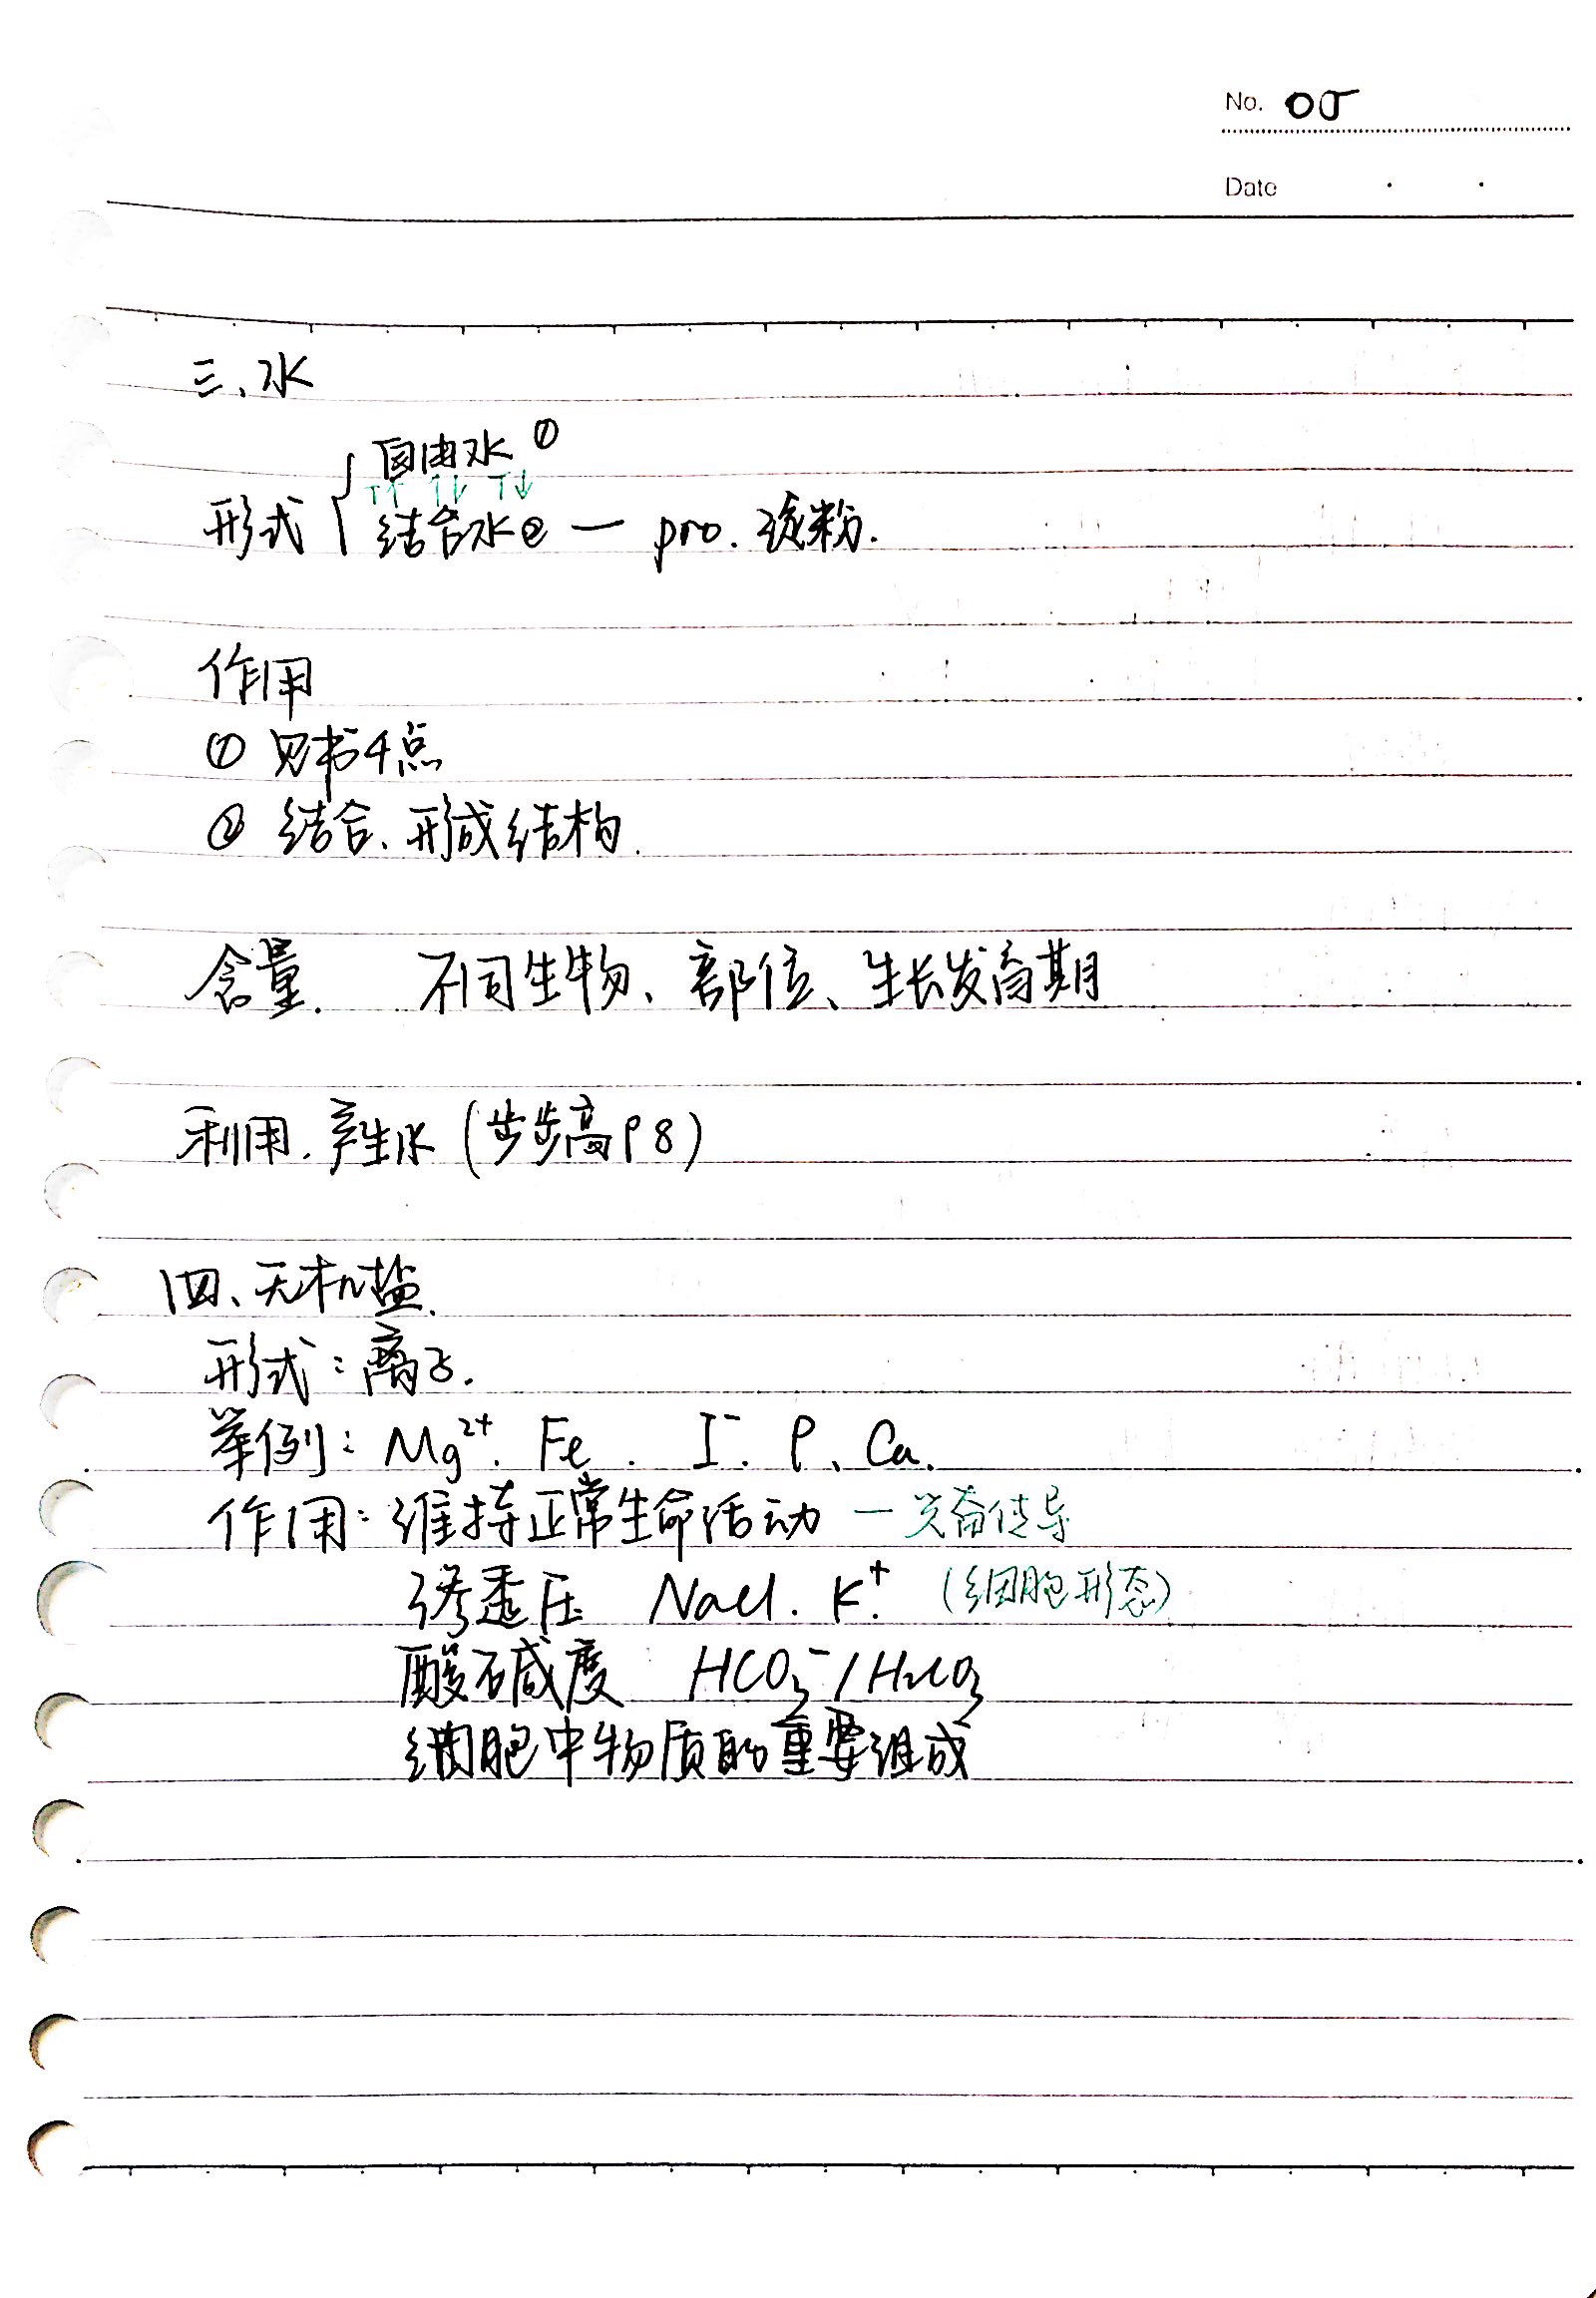 No. 05
Date
三、水
自由水 ①
T↑ ↑↓ T↓
形式 { 结合水② — pro. 淀粉.
作用
① 见书4点
② 结合、形成结构.
含量. 不同生物、部位、生长发育期
利用.产生水(步步高P8)
四、无机盐.
形式:离子.
举例:Mg²⁺. Fe. I⁻. P、Ca.
作用:维持正常生命活动 — 兴奋传导
渗透压 NaCl. K⁺. (细胞形态)
酸碱度 HCO₃⁻/H₂CO₃
细胞中物质的重要组成